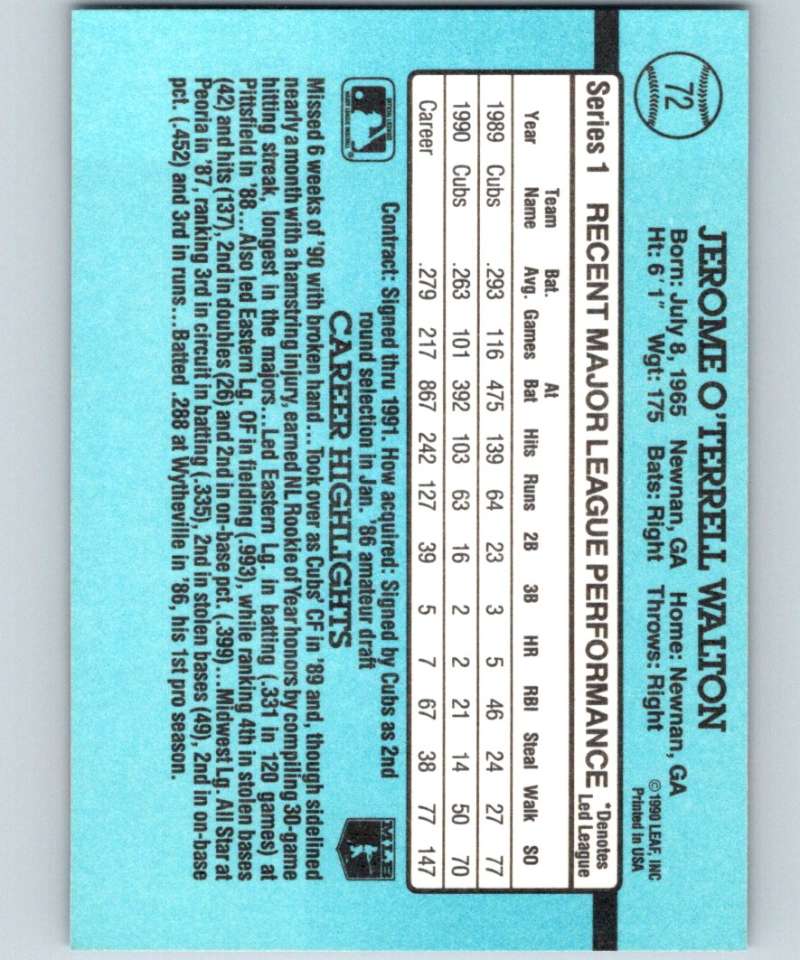 72
JEROME O'TERRELL WALTON
Born: July 8, 1965 Newnan, GA Home: Newnan, GA
Ht: 6'1" Wgt: 175 Bats: Right Throws: Right
©1990 LEAF, INC
Printed in USA
Series 1 RECENT MAJOR LEAGUE PERFORMANCE *Denotes Led League
Year Team Name Bat. Avg. Games At Bat Hits Runs 2B 3B HR RBI Steal Walk SO
1989 Cubs .293 116 475 139 64 23 3 5 46 24 27 77
1990 Cubs .263 101 392 103 63 16 2 2 21 14 50 70
Career .279 217 867 242 127 39 5 7 67 38 77 147
Contract: Signed thru 1991. How acquired: Signed by Cubs as 2nd
round selection in Jan. '86 amateur draft
CAREER HIGHLIGHTS
MLB
Missed 6 weeks of '90 with broken hand...Took over as Cubs' CF in '89 and, though sidelined
nearly a month with a hamstring injury, earned NL Rookie of Year honors by compiling 30-game
hitting streak, longest in the majors...Led Eastern Lg. in batting (.331 in 120 games) at
Pittsfield in '88...Also led Eastern Lg. OF in fielding (.993), while ranking 4th in stolen bases
(42) and hits (137), 2nd in doubles (26) and 2nd in on-base pct. (.399)...Midwest Lg. All Star at
Peoria in '87, ranking 3rd in circuit in batting (.335), 2nd in stolen bases (49), 2nd in on-base
pct. (.452) and 3rd in runs...Batted .288 at Wytheville in '86, his 1st pro season.